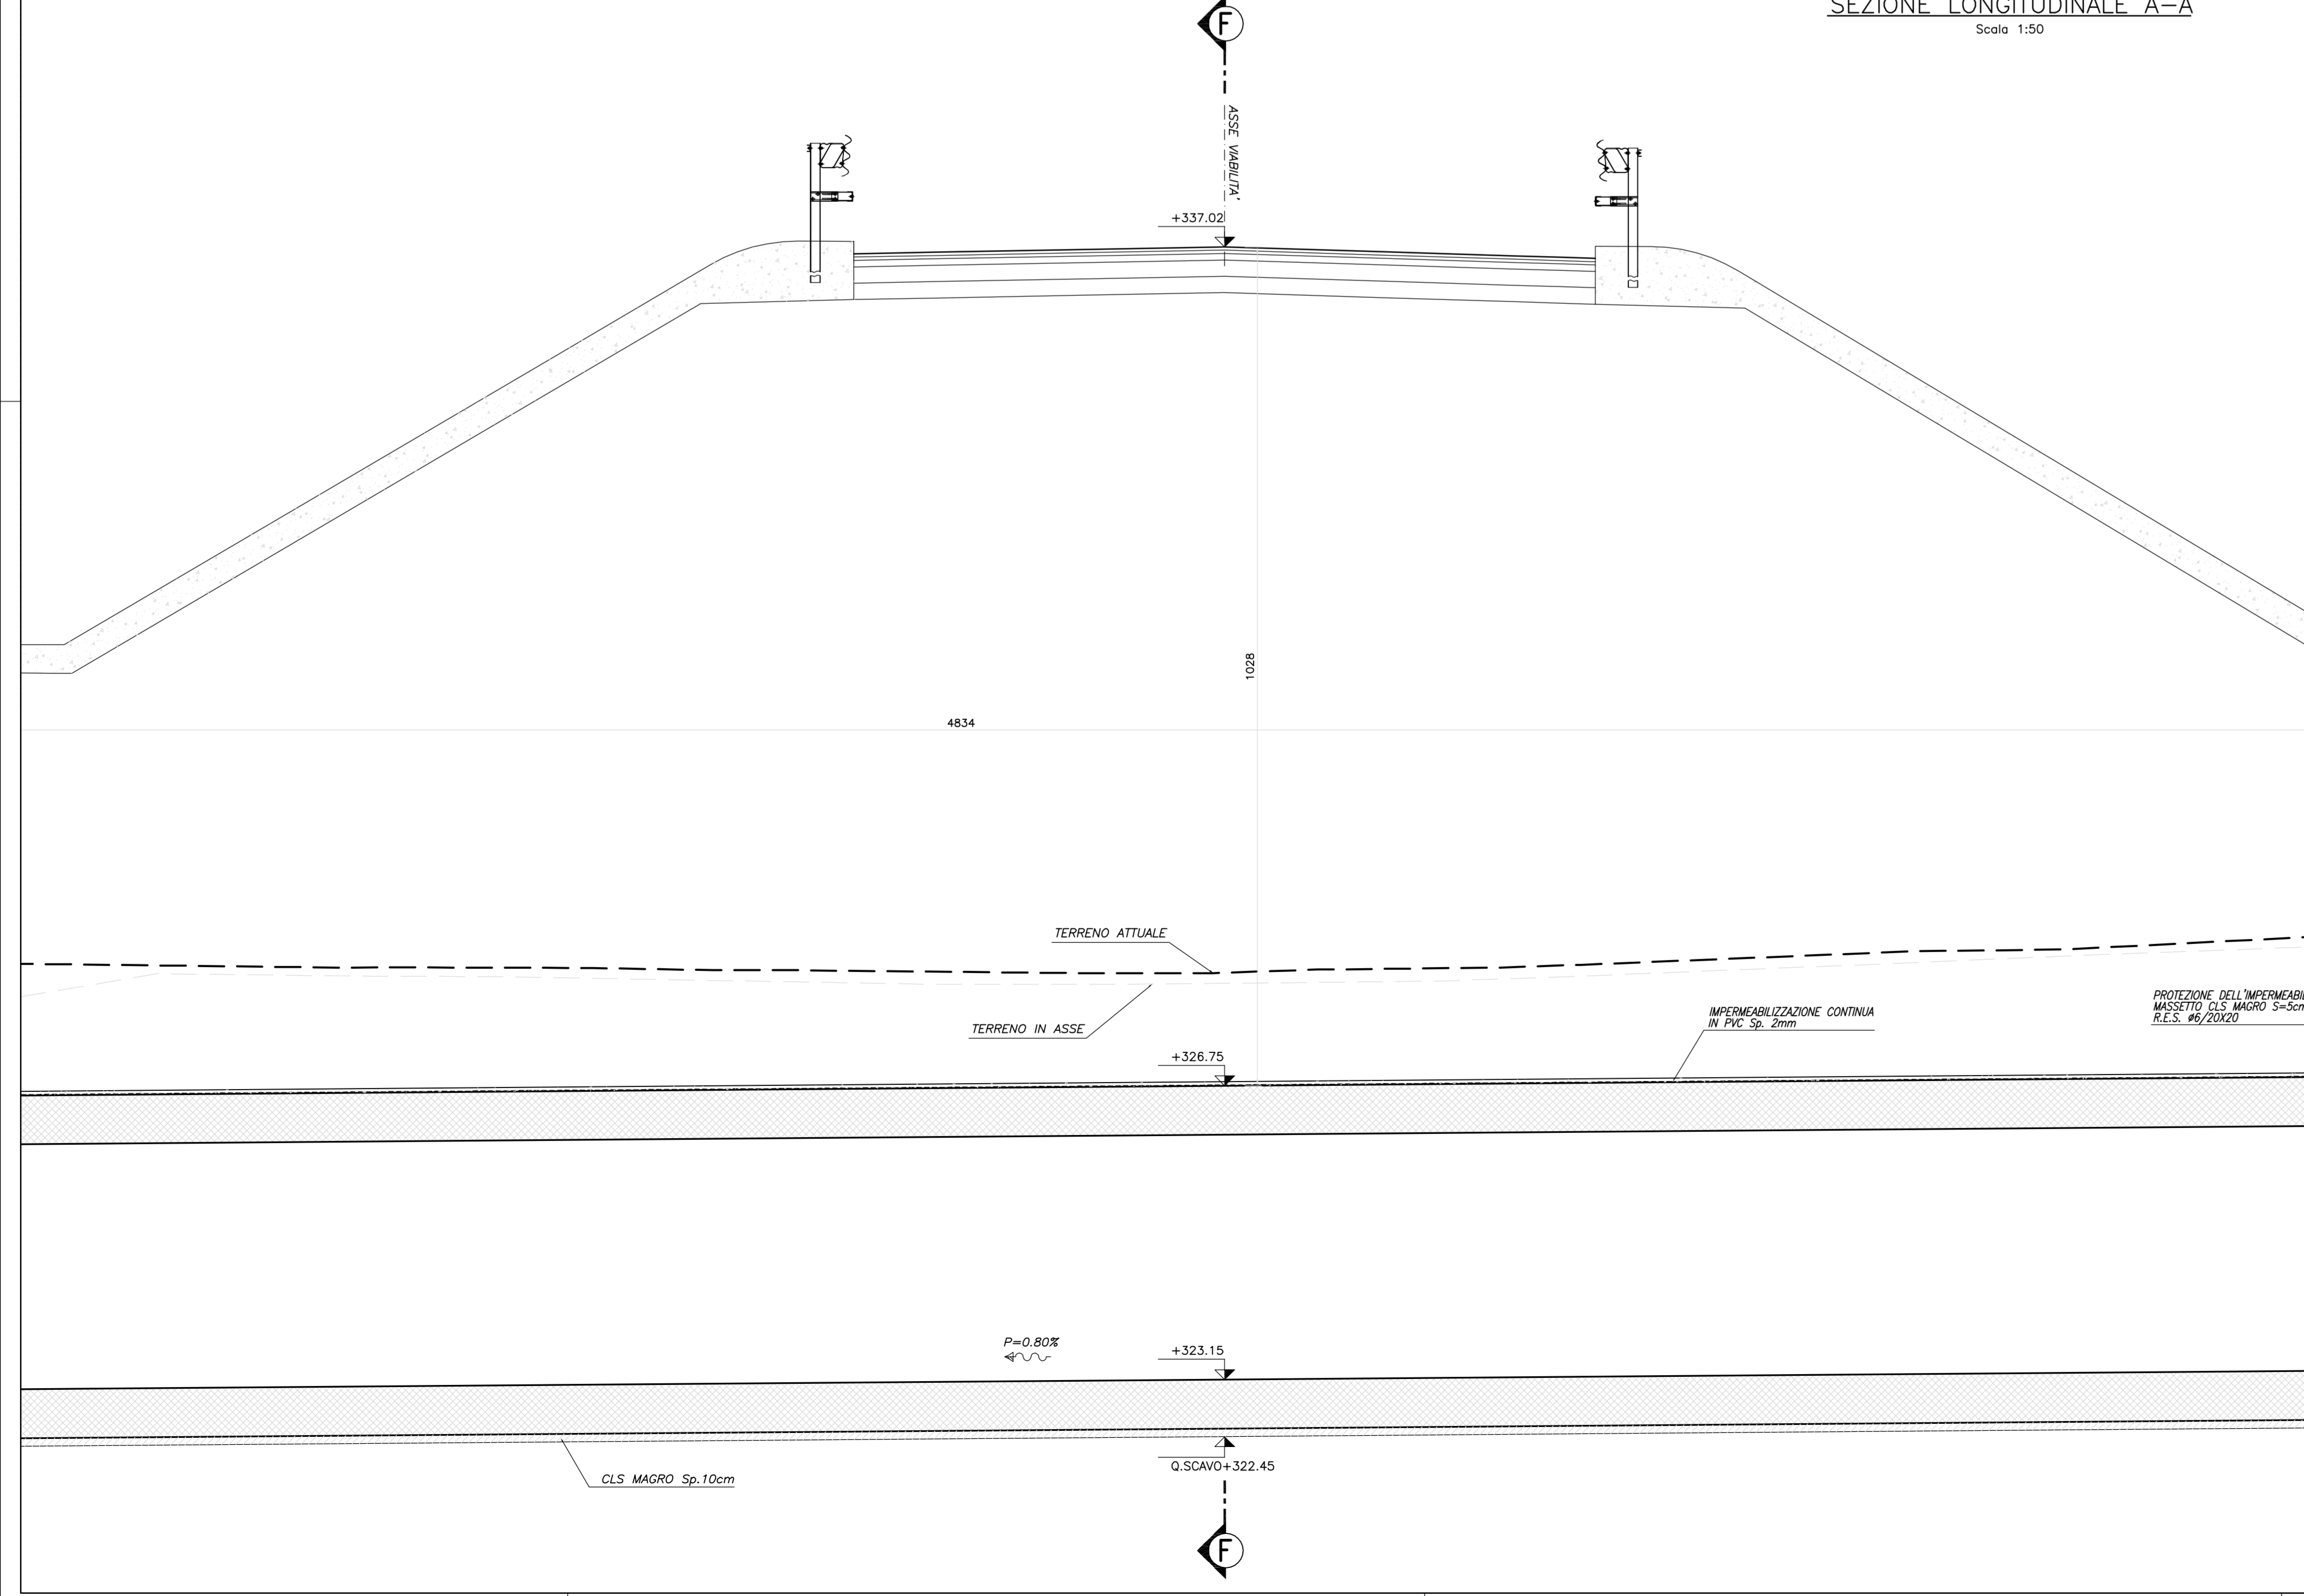 SEZIONE LONGITUDINALE A-A
Scala 1:50
F
ASSE VIABILITA'
+337.02
1028
4834
TERRENO ATTUALE
TERRENO IN ASSE
IMPERMEABILIZZAZIONE CONTINUA
IN PVC Sp. 2mm
PROTEZIONE DELL'IMPERMEABI
MASSETTO CLS MAGRO S=5cm
R.E.S. ø6/20X20
+326.75
P=0.80%
+323.15
Q.SCAVO+322.45
CLS MAGRO Sp.10cm
F